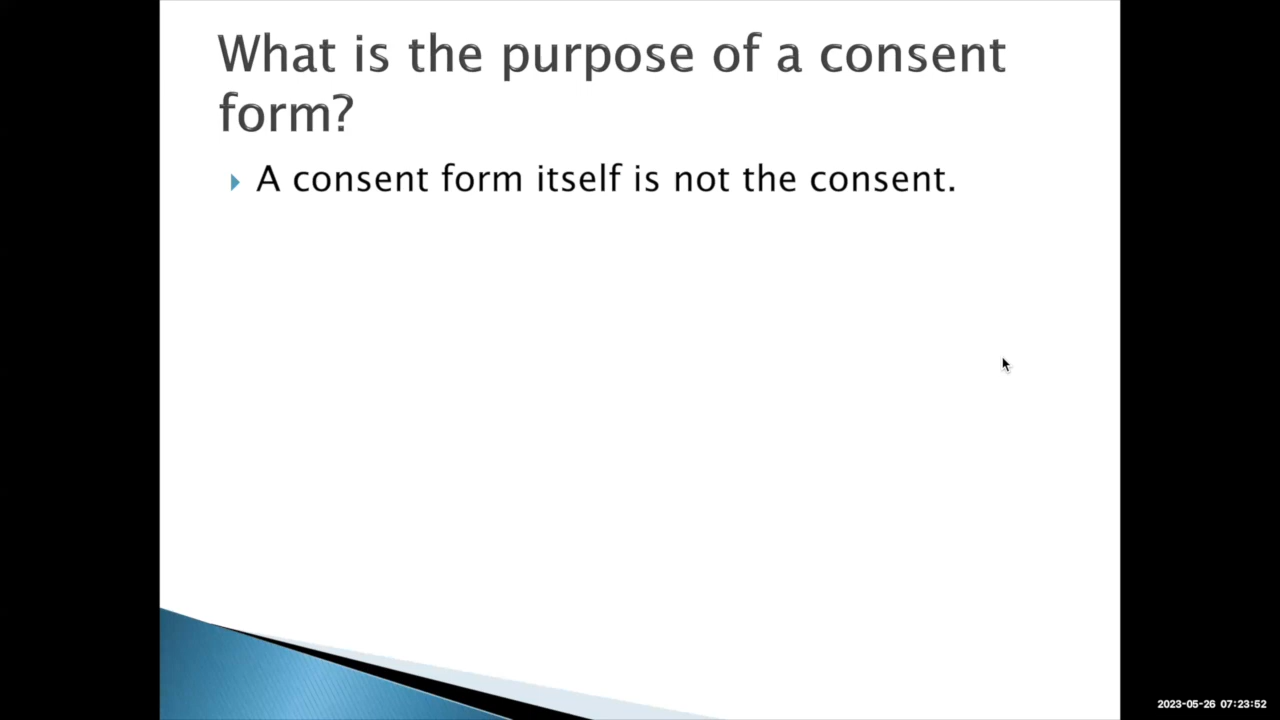 What is the purpose of a consent
form?
A consent form itself is not the consent.
2023-05-26 07:23:52